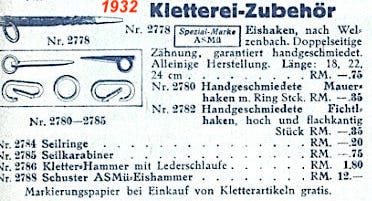 1932
Kletterei-Zubehör
Nr. 2778
Nr. 2778 Spezial-Marke ASMü Eishaken, nach Wel-
zenbach. Doppelseitige
Zähnung, garantiert handgeschmiedet.
Alleinige Herstellung. Länge: 18, 22,
24 cm . . . . . . RM. —.75
Nr. 2780 Handgeschmiedete Mauer-
haken m. Ring Stck. RM. —.35
Nr. 2782 Handgeschmiedete Fichtl-
haken, hoch und flachkantig
Stück RM. —.30
Nr. 2780—2785
Nr. 2784 Seilringe . . . . . RM. —.20
Nr. 2785 Seilkarabiner . . . . . RM. —.75
Nr. 2786 Kletter-Hammer mit Lederschlaufe . . RM. 1.80
Nr. 2788 Schuster ASMü-Eishammer . . . RM. 12.—
Markierungspapier bei Einkauf von Kletterartikeln gratis.